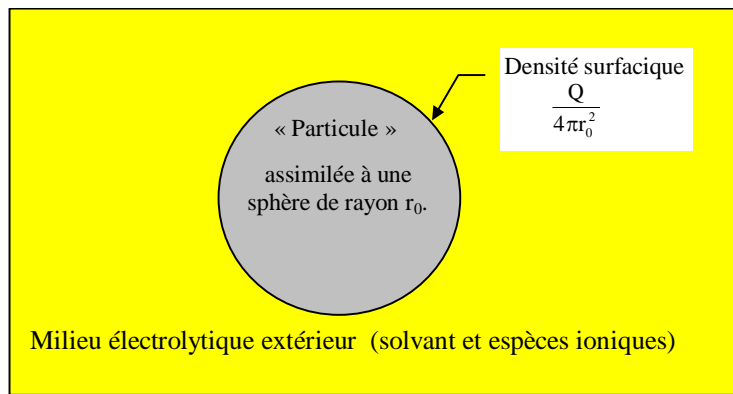 Densité surfacique
Q
4πr₀²
« Particule »
assimilée à une
sphère de rayon r₀.
Milieu électrolytique extérieur (solvant et espèces ioniques)